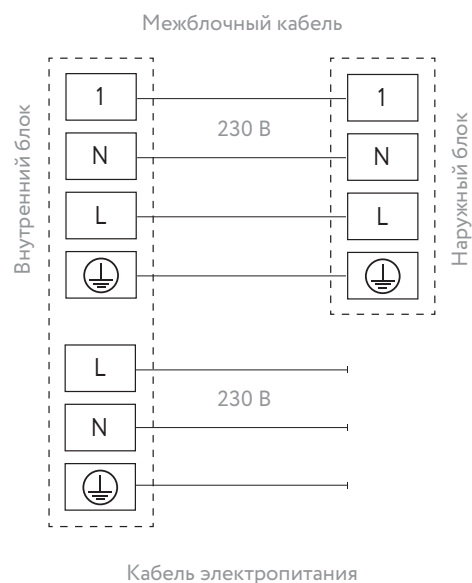 Межблочный кабель
Внутренний блок
Наружный блок
1 1
230 В
N N
L L
L
230 В
N
Кабель электропитания